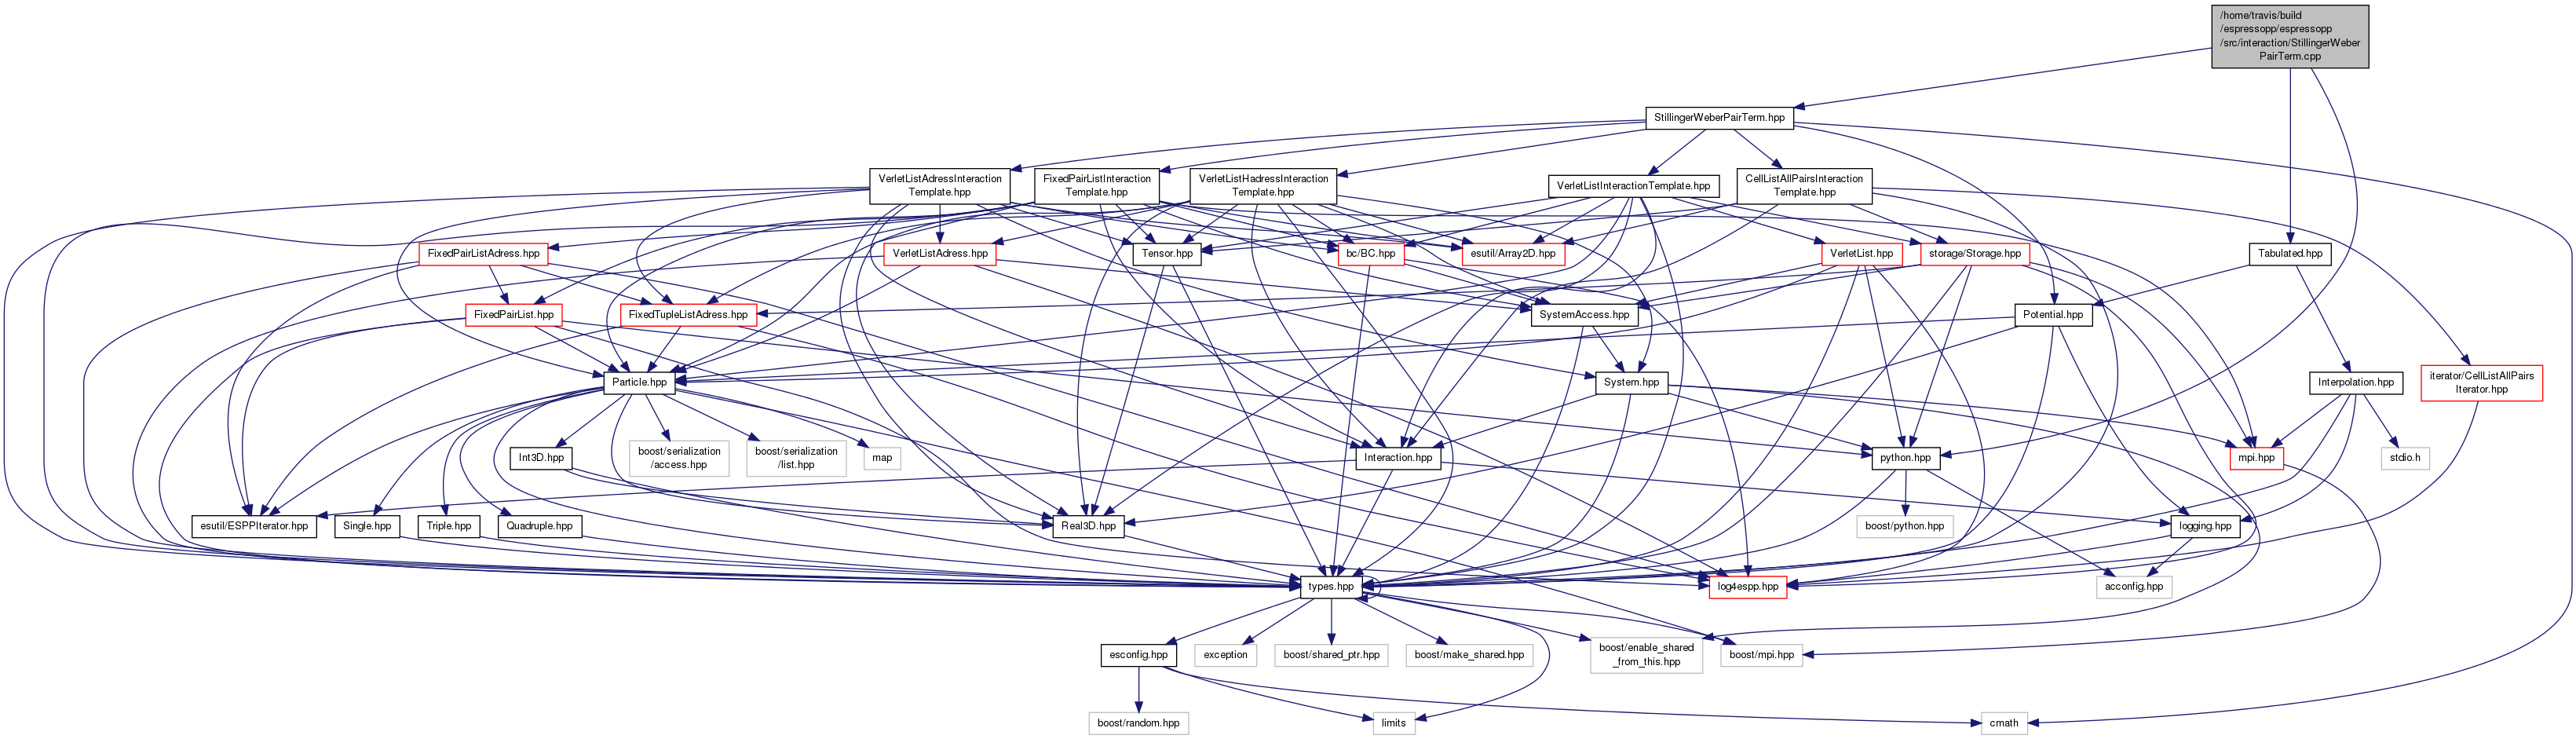 /home/travis/build
/espressopp/espressopp
/src/interaction/StillingerWeber
PairTerm.cpp
StillingerWeberPairTerm.hpp
VerletListAdressInteraction
Template.hpp
FixedPairListInteraction
Template.hpp
VerletListHadressInteraction
Template.hpp
VerletListInteractionTemplate.hpp
CellListAllPairsInteraction
Template.hpp
FixedPairListAdress.hpp
VerletListAdress.hpp
Tensor.hpp
bc/BC.hpp
esutil/Array2D.hpp
VerletList.hpp
storage/Storage.hpp
Tabulated.hpp
FixedPairList.hpp
FixedTupleListAdress.hpp
SystemAccess.hpp
Potential.hpp
Particle.hpp
System.hpp
Interpolation.hpp
iterator/CellListAllPairs
Iterator.hpp
Int3D.hpp
boost/serialization
/access.hpp
boost/serialization
/list.hpp
map
Interaction.hpp
python.hpp
mpi.hpp
stdio.h
esutil/ESPPIterator.hpp
Single.hpp
Triple.hpp
Quadruple.hpp
Real3D.hpp
boost/python.hpp
logging.hpp
types.hpp
log4espp.hpp
acconfig.hpp
esconfig.hpp
exception
boost/shared_ptr.hpp
boost/make_shared.hpp
boost/enable_shared
_from_this.hpp
boost/mpi.hpp
boost/random.hpp
limits
cmath